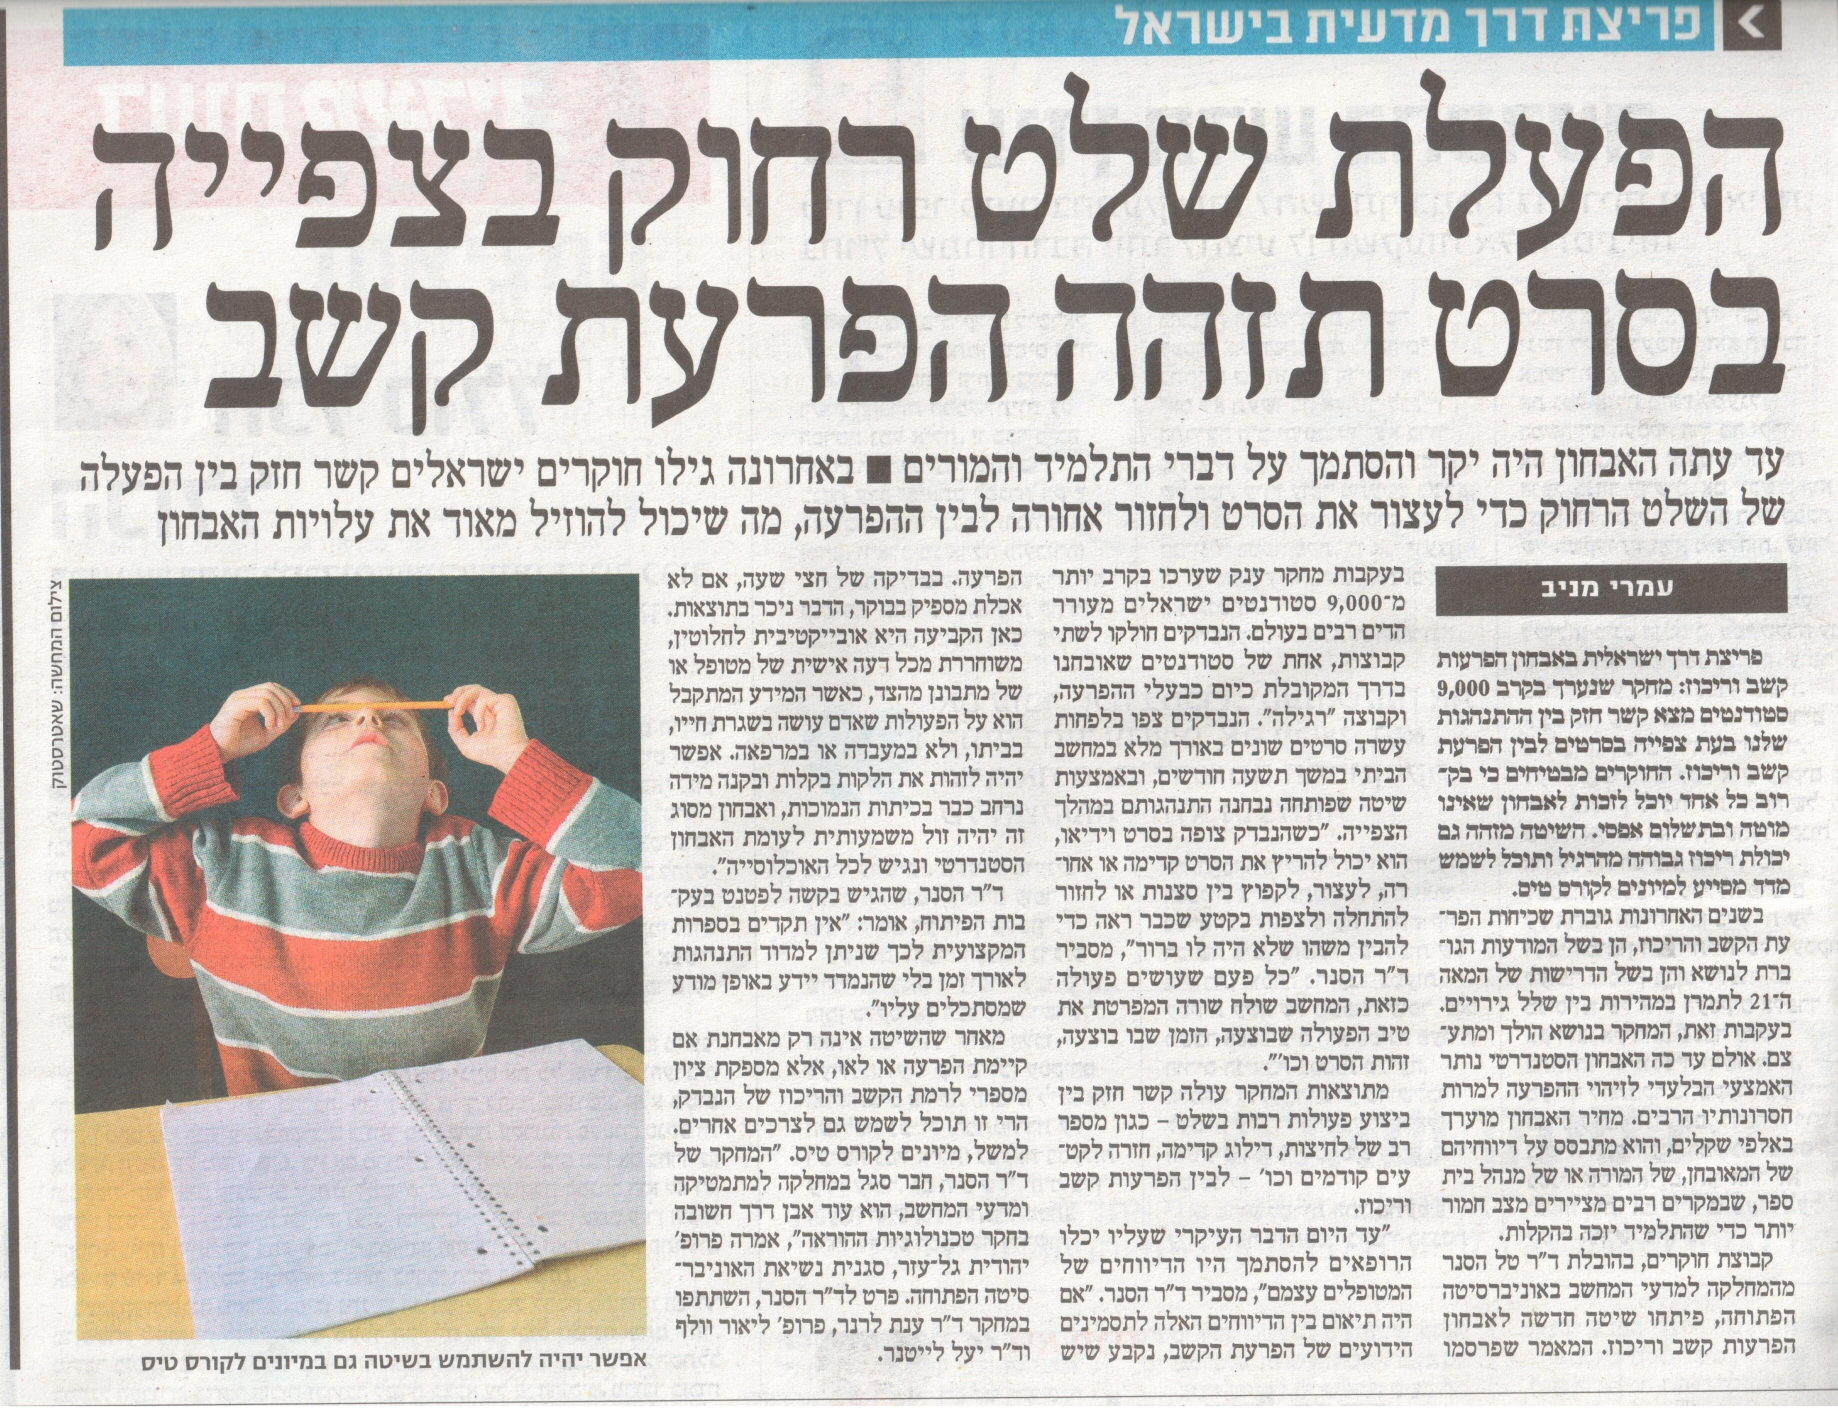 פריצת דרך מדעית בישראל
הפעלת שלט רחוק בצפייה
בסרט תזהה הפרעת קשב
עד עתה האבחון היה יקר והסתמך על דברי התלמיד והמורים ■ באחרונה גילו חוקרים ישראלים קשר חזק בין הפעלה
של השלט הרחוק כדי לעצור את הסרט ולחזור אחורה לבין ההפרעה, מה שיכול להוזיל מאוד את עלויות האבחון
עמרי מניב
פריצת דרך ישראלית באבחון הפרעות
קשב וריכוז: מחקר שנערך בקרב 9,000
סטודנטים מצא קשר חזק בין ההתנהגות
שלנו בעת צפייה בסרטים לבין הפרעת
קשב וריכוז. החוקרים מבטיחים כי בק־
רוב כל אחד יוכל לזכות לאבחון שאינו
מוטה ובתשלום אפסי. השיטה מזהה גם
יכולת ריכוז גבוהה מהרגיל ותוכל לשמש
מדד מסייע למיונים לקורס טיס.
בשנים האחרונות גוברת שכיחות הפר־
עת הקשב והריכוז, הן בשל המודעות הגו־
ברת לנושא והן בשל הדרישות של המאה
ה־21 לתמרן במהירות בין שלל גירויים.
בעקבות זאת, המחקר בנושא הולך ומתע־
צם. אולם עד כה האבחון הסטנדרטי נותר
האמצעי הבלעדי לזיהוי ההפרעה למרות
חסרונותיו הרבים. מחיר האבחון מוערך
באלפי שקלים, והוא מתבסס על דיווחיהם
של המאובחן, של המורה או של מנהל בית
ספר, שבמקרים רבים מציירים מצב חמור
יותר כדי שהתלמיד יזכה בהקלות.
קבוצת חוקרים, בהובלת ד״ר טל הסנר
מהמחלקה למדעי המחשב באוניברסיטה
הפתוחה, פיתחו שיטה חדשה לאבחון
הפרעות קשב וריכוז. המאמר שפרסמו
בעקבות מחקר ענק שערכו בקרב יותר
מ־9,000 סטודנטים ישראלים מעורר
הדים רבים בעולם. הנבדקים חולקו לשתי
קבוצות, אחת של סטודנטים שאובחנו
בדרך המקובלת כיום כבעלי ההפרעה,
וקבוצה ״רגילה״. הנבדקים צפו בלפחות
עשרה סרטים שונים באורך מלא במחשב
הביתי במשך תשעה חודשים, ובאמצעות
שיטה שפותחה נבחנה התנהגותם במהלך
הצפייה. ״כשהנבדק צופה בסרט וידיאו,
הוא יכול להריץ את הסרט קדימה או אחו־
רה, לעצור, לקפוץ בין סצנות או לחזור
להתחלה ולצפות בקטע שכבר ראה כדי
להבין משהו שלא היה לו ברור״, מסביר
ד״ר הסנר. ״כל פעם שעושים פעולה
כזאת, המחשב שולח שורה המפרטת את
טיב הפעולה שבוצעה, הזמן שבו בוצעה,
זהות הסרט וכו׳״.
מתוצאות המחקר עולה קשר חזק בין
ביצוע פעולות רבות בשלט – כגון מספר
רב של לחיצות, דילוג קדימה, חזרה לקט־
עים קודמים וכו׳ – לבין הפרעות קשב
וריכוז.
״עד היום הדבר העיקרי שעליו יכלו
הרופאים להסתמך היו הדיווחים של
המטופלים עצמם״, מסביר ד״ר הסנר. ״אם
היה תיאום בין הדיווחים האלה לתסמינים
הידועים של הפרעת הקשב, נקבע שיש
הפרעה. בבדיקה של חצי שעה, אם לא
אכלת מספיק בבוקר, הדבר ניכר בתוצאות.
כאן הקביעה היא אובייקטיבית לחלוטין,
משוחררת מכל דעה אישית של מטופל או
של מתבונן מהצד, כאשר המידע המתקבל
הוא על הפעולות שאדם עושה בשגרת חייו,
בביתו, ולא במעבדה או במרפאה. אפשר
יהיה לזהות את הלקות בקלות ובקנה מידה
נרחב כבר בכיתות הנמוכות, ואבחון מסוג
זה יהיה זול משמעותית לעומת האבחון
הסטנדרטי ונגיש לכל האוכלוסייה״.
ד״ר הסנר, שהגיש בקשה לפטנט בעק־
בות הפיתוח, אומר: ״אין תקדים בספרות
המקצועית לכך שניתן למדוד התנהגות
לאורך זמן בלי שהנמדד יידע באופן מודע
שמסתכלים עליו״.
מאחר שהשיטה אינה רק מאבחנת אם
קיימת הפרעה או לאו, אלא מספקת ציון
מספרי לרמת הקשב והריכוז של הנבדק,
הרי זו תוכל לשמש גם לצרכים אחרים.
למשל, מיונים לקורס טיס. ״המחקר של
ד״ר הסנר, חבר סגל במחלקה למתמטיקה
ומדעי המחשב, הוא עוד אבן דרך חשובה
בחקר טכנולוגיות ההוראה״, אמרה פרופ׳
יהודית גל־עזר, סגנית נשיאת האוניבר־
סיטה הפתוחה. פרט לד״ר הסנר, השתתפו
במחקר ד״ר ענת לרנר, פרופ׳ ליאור וולף
וד״ר יעל לייטנר.
צילום המחשה: שאטרסטוק
אפשר יהיה להשתמש בשיטה גם במיונים לקורס טיס